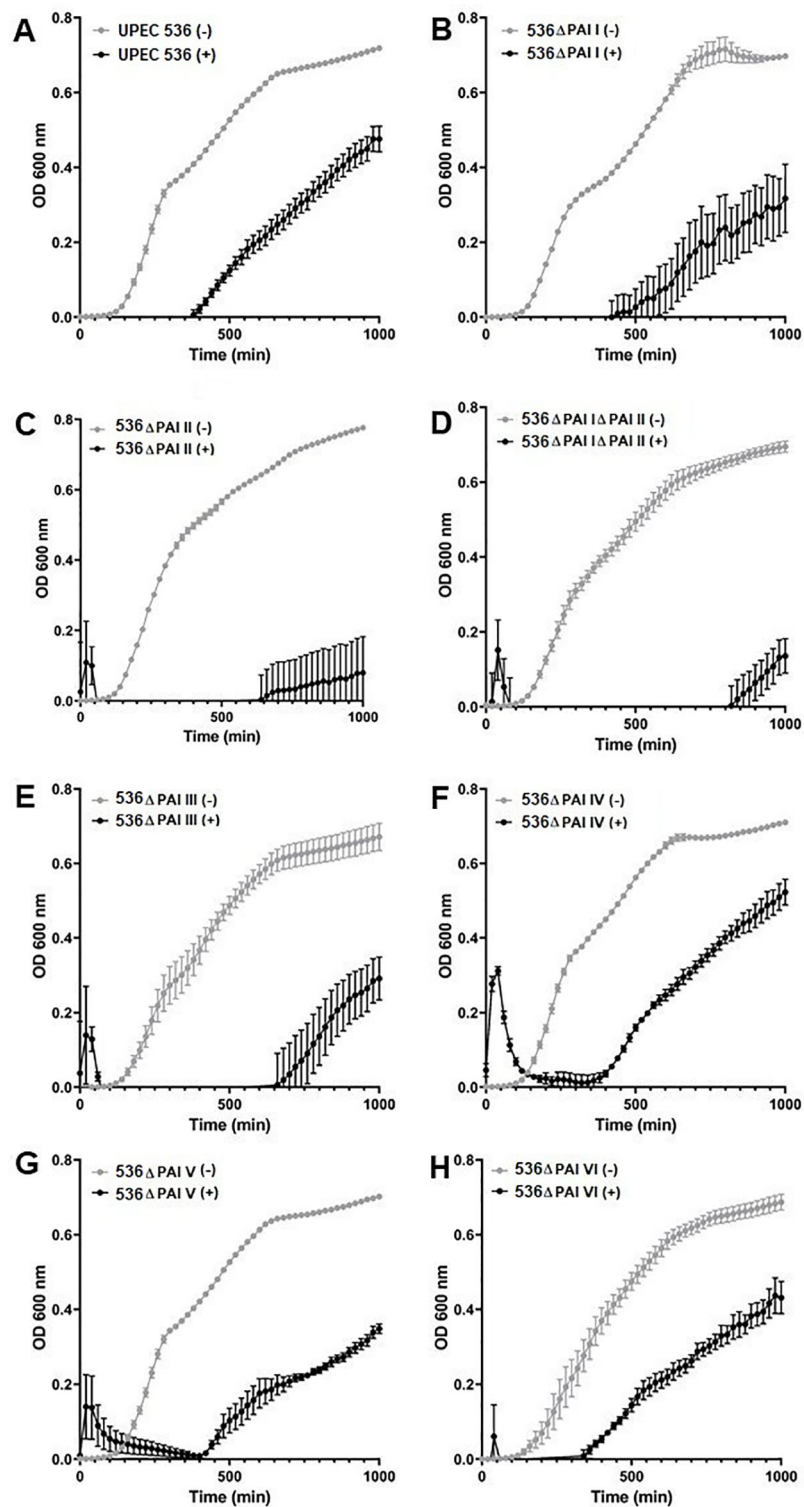 A
UPEC 536 (-)
UPEC 536 (+)
0.8
0.6
0.4
0.2
0.0
OD 600 nm
0
500
1000
Time (min)
B
536ΔPAI I (-)
536ΔPAI I (+)
0.8
0.6
0.4
0.2
0.0
OD 600 nm
0
500
1000
Time (min)
C
536ΔPAI II (-)
536ΔPAI II (+)
0.8
0.6
0.4
0.2
0.0
OD 600 nm
0
500
1000
Time (min)
D
536ΔPAI IΔPAI II (-)
536ΔPAI IΔPAI II (+)
0.8
0.6
0.4
0.2
0.0
OD 600 nm
0
500
1000
Time (min)
E
536ΔPAI III (-)
536ΔPAI III (+)
0.8
0.6
0.4
0.2
0.0
OD 600 nm
0
500
1000
Time (min)
F
536ΔPAI IV (-)
536ΔPAI IV (+)
0.8
0.6
0.4
0.2
0.0
OD 600 nm
0
500
1000
Time (min)
G
536ΔPAI V (-)
536ΔPAI V (+)
0.8
0.6
0.4
0.2
0.0
OD 600 nm
0
500
1000
Time (min)
H
536ΔPAI VI (-)
536ΔPAI VI (+)
0.8
0.6
0.4
0.2
0.0
OD 600 nm
0
500
1000
Time (min)